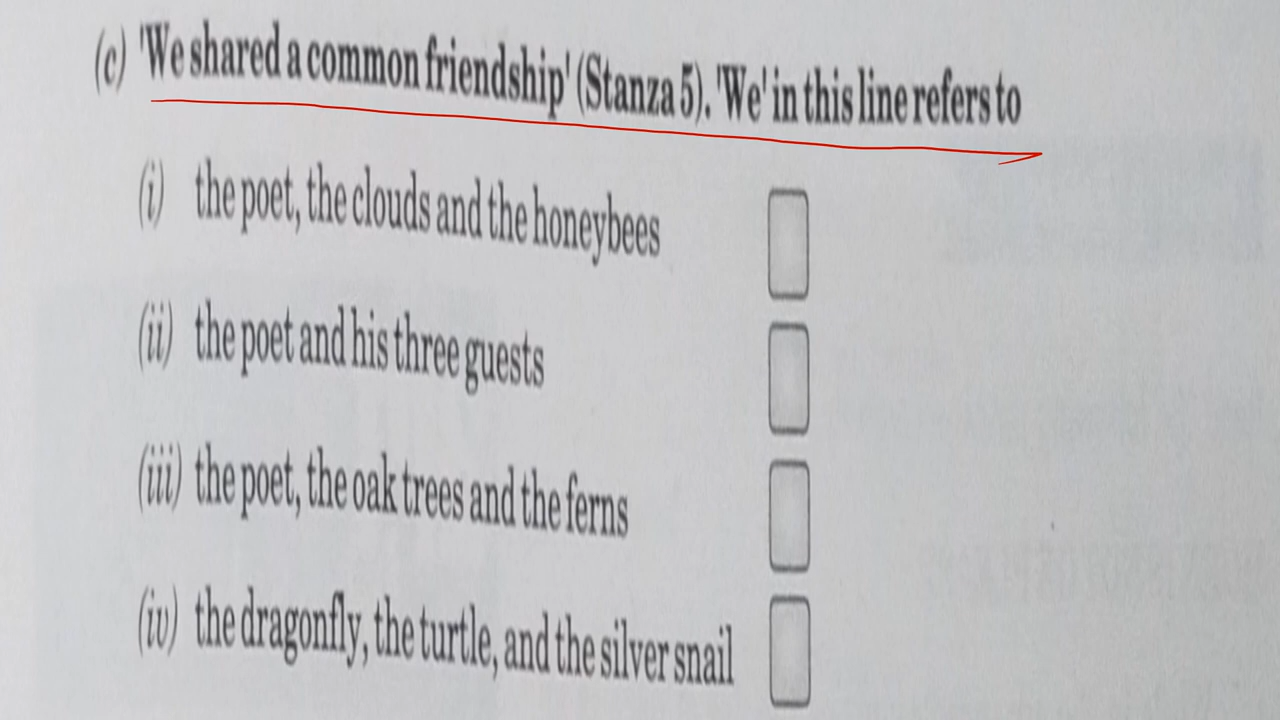 (c) 'We shared a common friendship' (Stanza 5). 'We' in this line refers to
(i) the poet, the clouds and the honeybees
(ii) the poet and his three guests
(iii) the poet, the oak trees and the ferns
(iv) the dragonfly, the turtle, and the silver snail